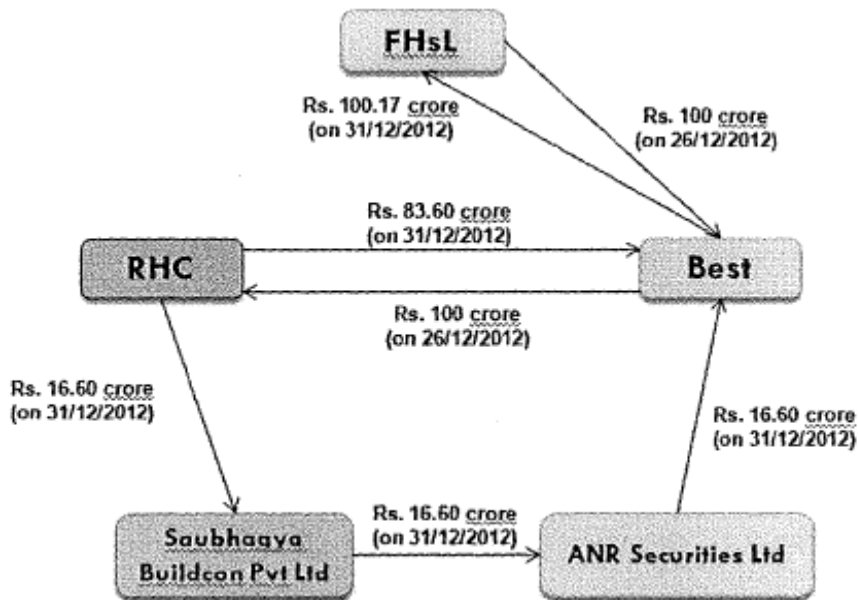 FHsL
Rs. 100.17 crore
(on 31/12/2012)
Rs. 100 crore
(on 26/12/2012)
Rs. 83.60 crore
(on 31/12/2012)
RHC
Best
Rs. 100 crore
(on 26/12/2012)
Rs. 16.60 crore
(on 31/12/2012)
Rs. 16.60 crore
(on 31/12/2012)
Rs. 16.60 crore
(on 31/12/2012)
Saubhagya
Buildcon Pvt Ltd
ANR Securities Ltd